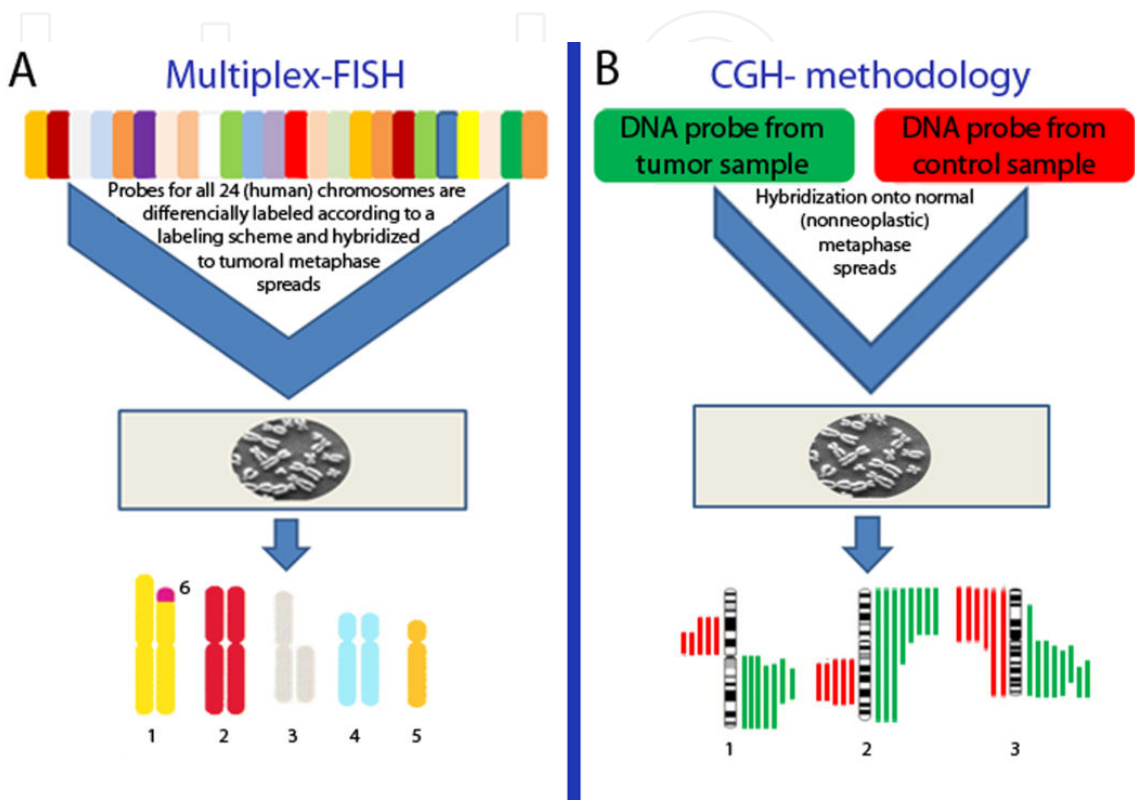 A
Multiplex-FISH
Probes for all 24 (human) chromosomes are
differencially labeled according to a
labeling scheme and hybridized
to tumoral metaphase
spreads
6
1 2 3 4 5
B
CGH- methodology
DNA probe from
tumor sample
DNA probe from
control sample
Hybridization onto normal
(nonneoplastic)
metaphase
spreads
1 2 3